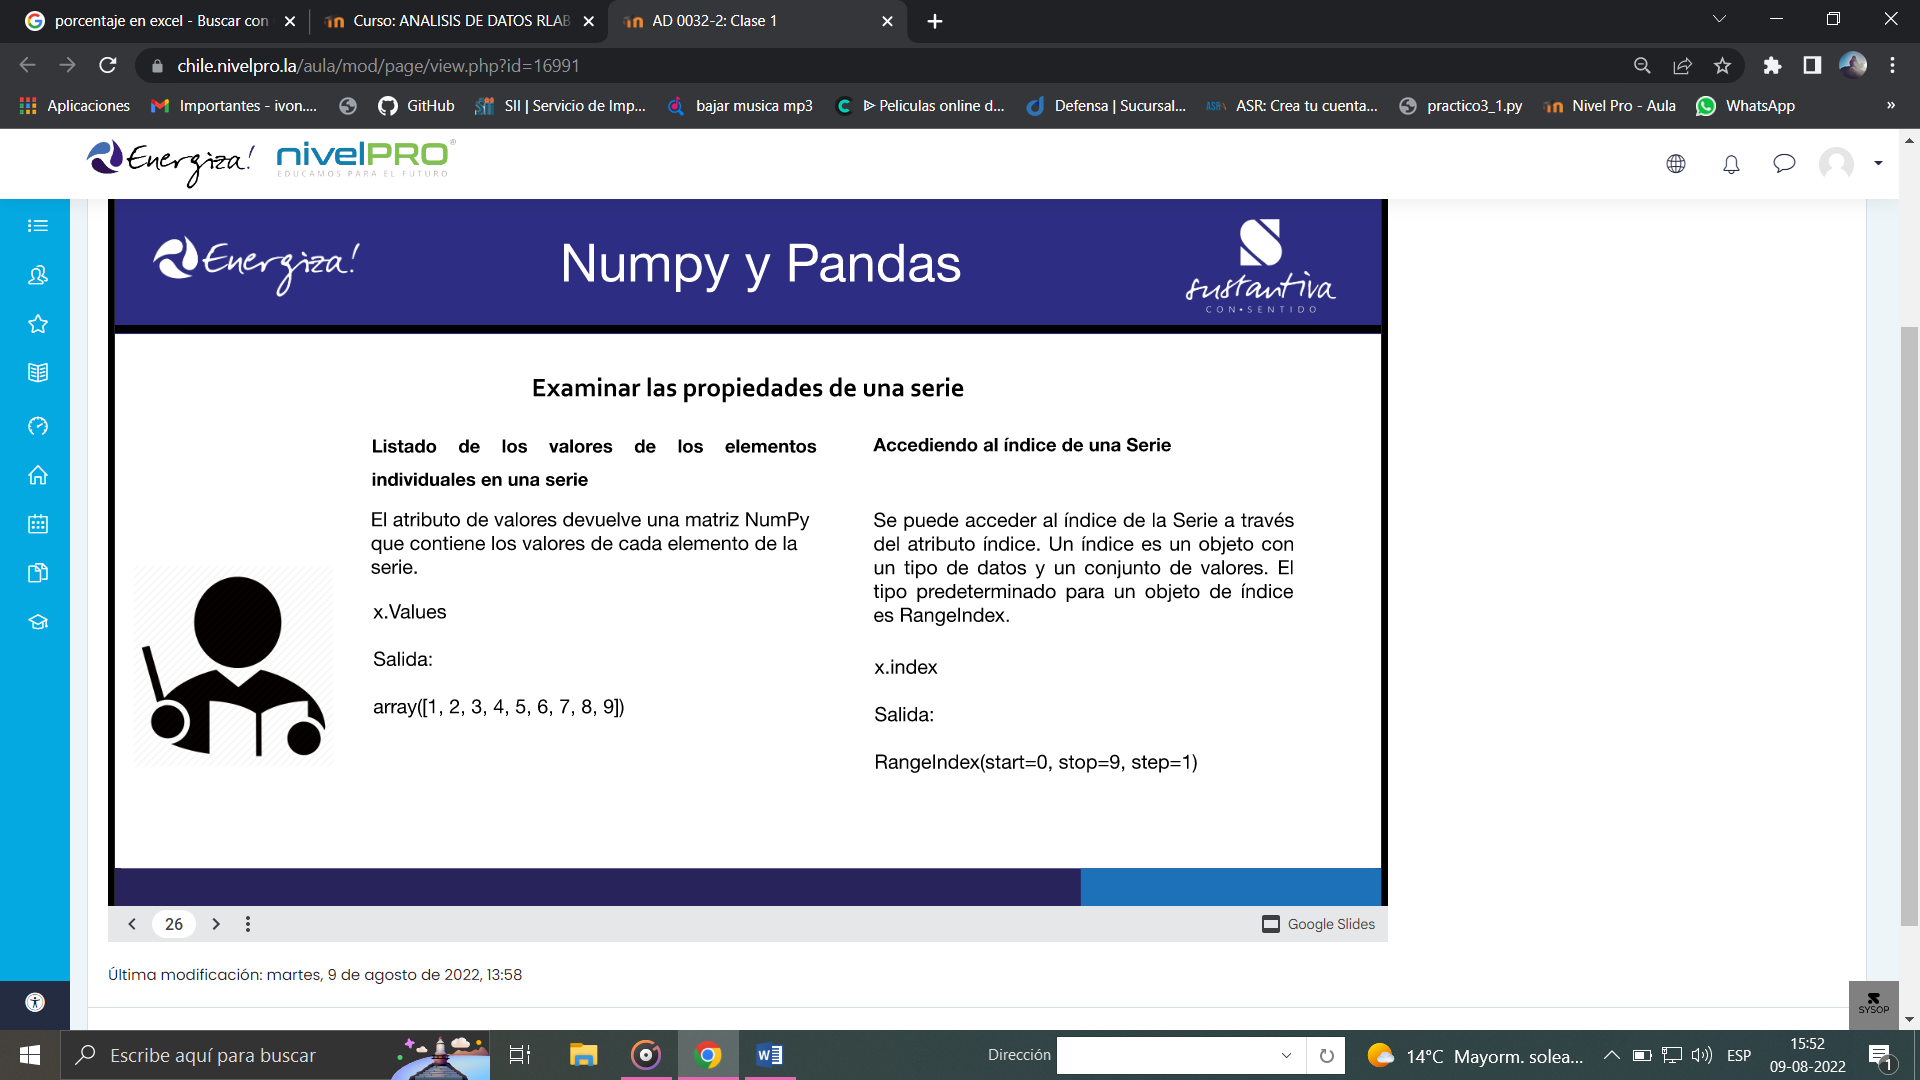 porcentaje en excel - Buscar con
Curso: ANALISIS DE DATOS RLAB
AD 0032-2: Clase 1
chile.nivelpro.la/aula/mod/page/view.php?id=16991
Aplicaciones
Importantes - ivon....
GitHub
SII | Servicio de Imp...
bajar musica mp3
ᐉ Peliculas online d...
Defensa | Sucursal...
ASR: Crea tu cuenta...
practico3_1.py
Nivel Pro - Aula
WhatsApp
»
Energiza!
nivelPRO
EDUCAMOS PARA EL FUTURO
Energiza!
Numpy y Pandas
S
sustantiva
CON•SENTIDO
Examinar las propiedades de una serie
Listado de los valores de los elementos
individuales en una serie
El atributo de valores devuelve una matriz NumPy
que contiene los valores de cada elemento de la
serie.
x.Values
Salida:
array([1, 2, 3, 4, 5, 6, 7, 8, 9])
Accediendo al índice de una Serie
Se puede acceder al índice de la Serie a través
del atributo índice. Un índice es un objeto con
un tipo de datos y un conjunto de valores. El
tipo predeterminado para un objeto de índice
es RangeIndex.
x.index
Salida:
RangeIndex(start=0, stop=9, step=1)
26
Google Slides
Última modificación: martes, 9 de agosto de 2022, 13:58
SYSOP
Escribe aquí para buscar
Dirección
14°C Mayorm. solea...
ESP
15:52
09-08-2022
1